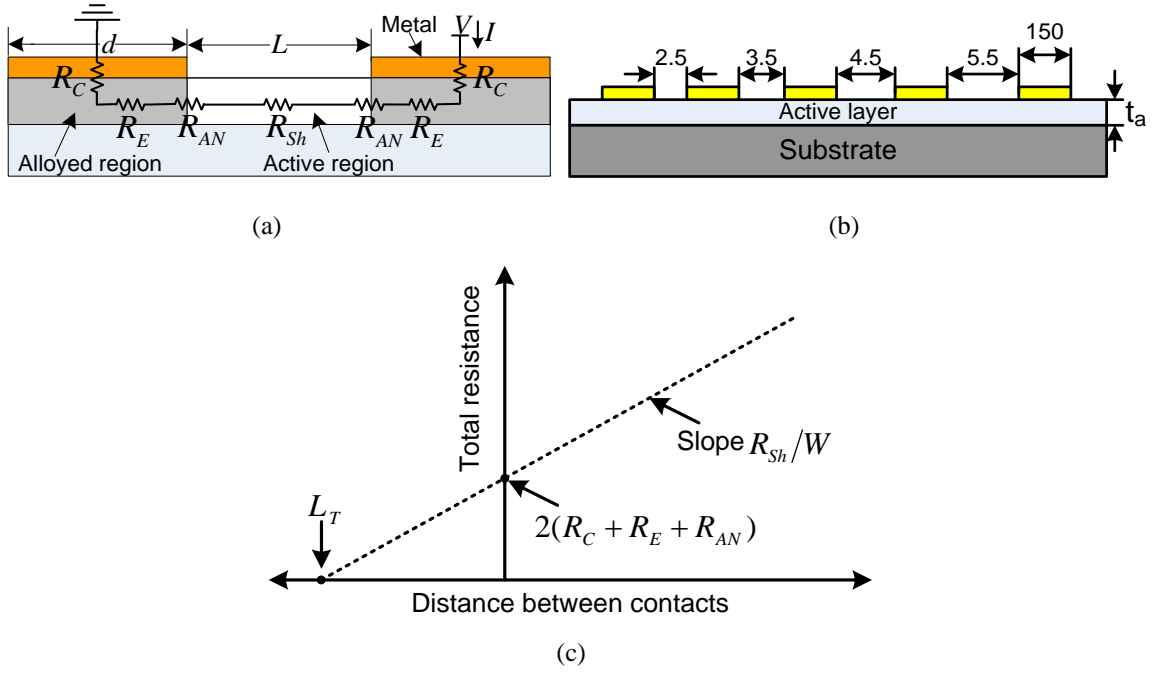 d
L
Metal
V
I
R_C
R_C
R_E
R_AN
R_Sh
R_AN
R_E
Alloyed region
Active region
(a)
2.5
3.5
4.5
5.5
150
Active layer
t_a
Substrate
(b)
Total resistance
Slope R_Sh/W
L_T
2(R_C + R_E + R_AN)
Distance between contacts
(c)